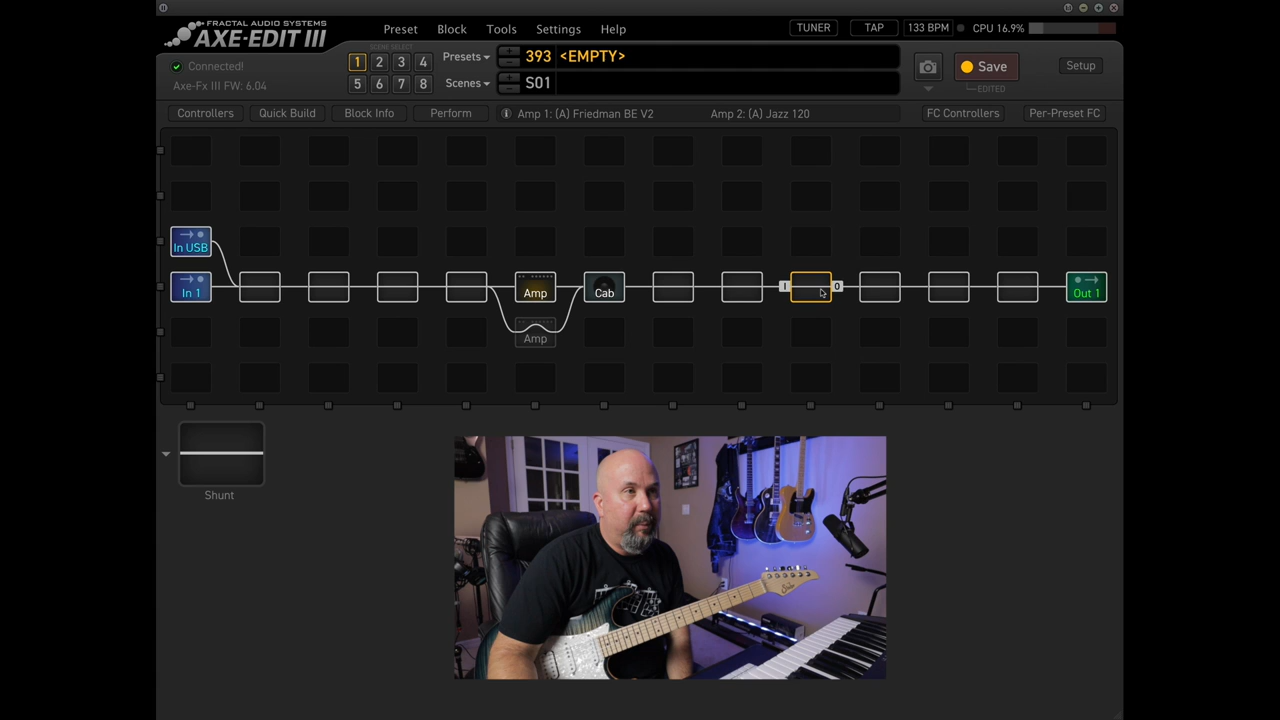 FRACTAL AUDIO SYSTEMS
AXE-EDIT III
Preset Block Tools Settings Help
TUNER TAP 133 BPM CPU 16.9%
SCENE SELECT
1 2 3 4
5 6 7 8
Presets 393 <EMPTY>
Scenes S01
Connected!
Axe-Fx III FW: 6.04
Save
EDITED
Setup
Controllers Quick Build Block Info Perform
Amp 1: (A) Friedman BE V2 Amp 2: (A) Jazz 120
FC Controllers Per-Preset FC
In USB
In 1 Amp Cab I O Out 1
Amp
Shunt